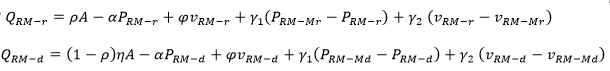 Q_{RM-r} = ρA − αP_{RM-r} + φv_{RM-r} + γ_1(P_{RM-Mr} − P_{RM-r}) + γ_2 (v_{RM-r} − v_{RM-Mr})
Q_{RM-d} = (1 − ρ)ηA − αP_{RM-d} + φv_{RM-d} + γ_1(P_{RM-Md} − P_{RM-d}) + γ_2 (v_{RM-d} − v_{RM-Md})